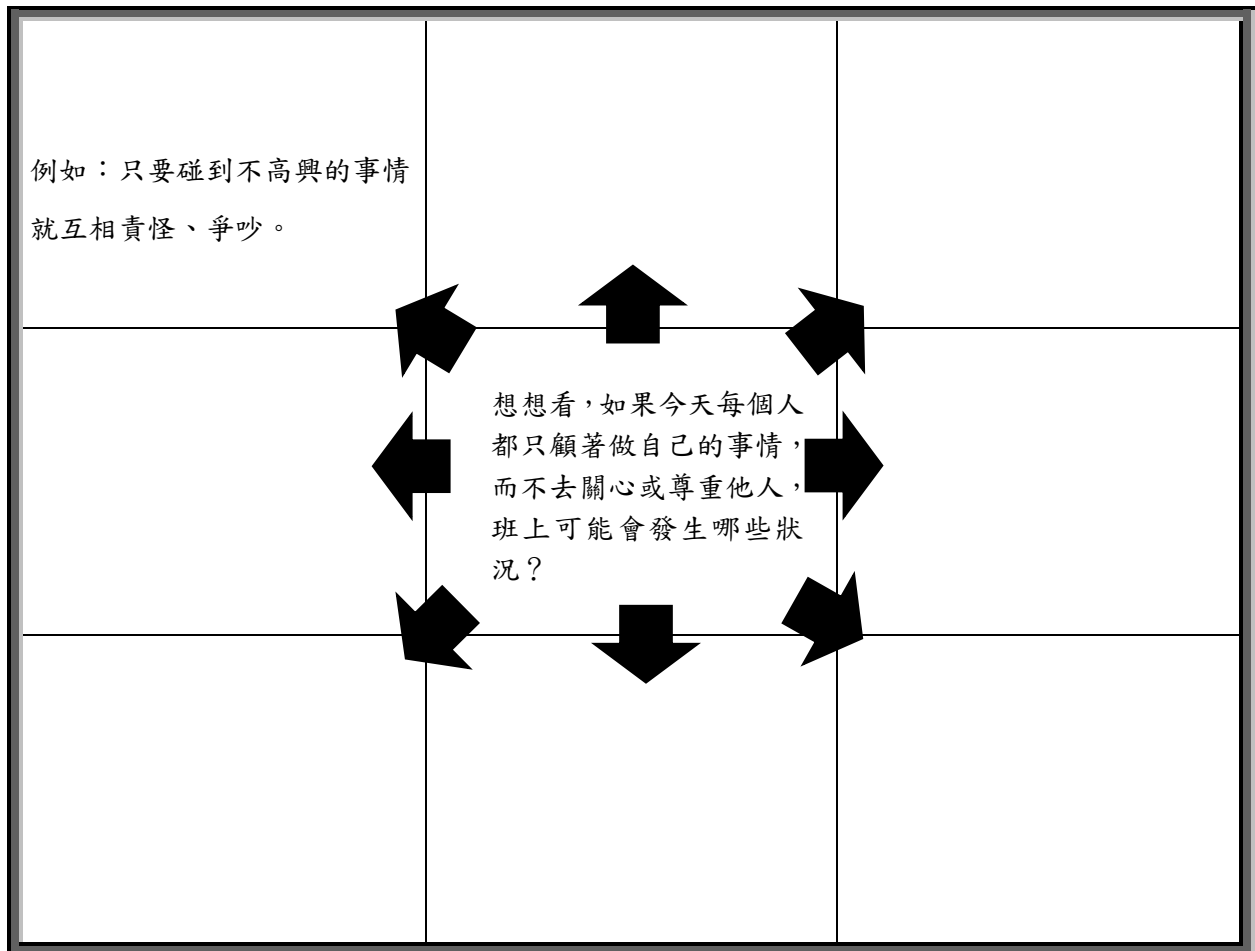 例如：只要碰到不高興的事情
就互相責怪、爭吵。
想想看，如果今天每個人
都只顧著做自己的事情，
而不去關心或尊重他人，
班上可能會發生哪些狀
況？